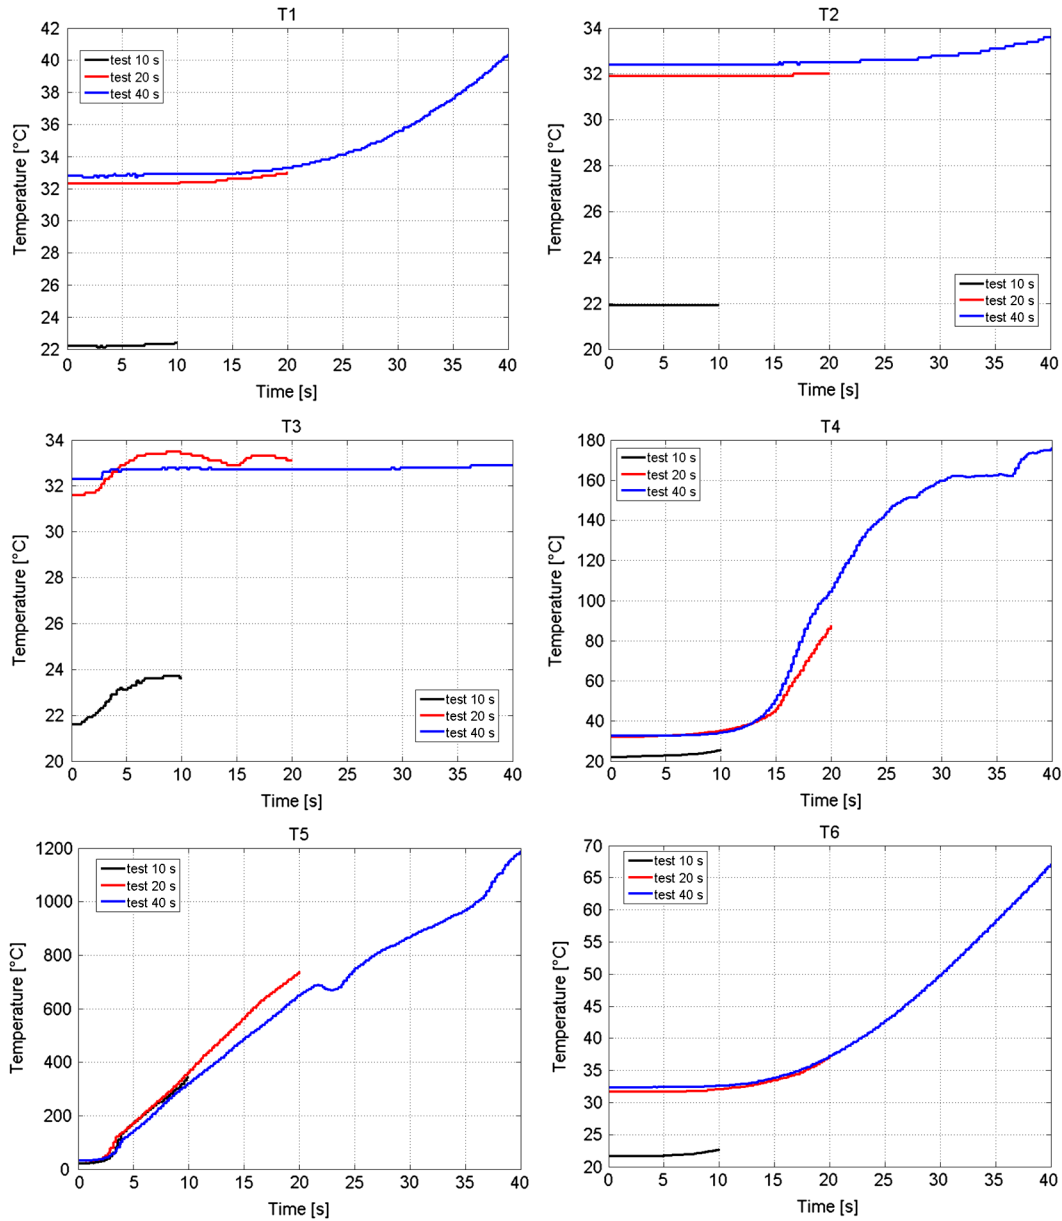 T1
Temperature [°C]
42
40
38
36
34
32
30
28
26
24
22
test 10 s
test 20 s
test 40 s
0 5 10 15 20 25 30 35 40
Time [s]
T2
Temperature [°C]
34
32
30
28
26
24
22
20
test 10 s
test 20 s
test 40 s
0 5 10 15 20 25 30 35 40
Time [s]
T3
Temperature [°C]
34
32
30
28
26
24
22
20
test 10 s
test 20 s
test 40 s
0 5 10 15 20 25 30 35 40
Time [s]
T4
Temperature [°C]
180
160
140
120
100
80
60
40
20
test 10 s
test 20 s
test 40 s
0 5 10 15 20 25 30 35 40
Time [s]
T5
Temperature [°C]
1200
1000
800
600
400
200
0
test 10 s
test 20 s
test 40 s
0 5 10 15 20 25 30 35 40
Time [s]
T6
Temperature [°C]
70
65
60
55
50
45
40
35
30
25
20
test 10 s
test 20 s
test 40 s
0 5 10 15 20 25 30 35 40
Time [s]